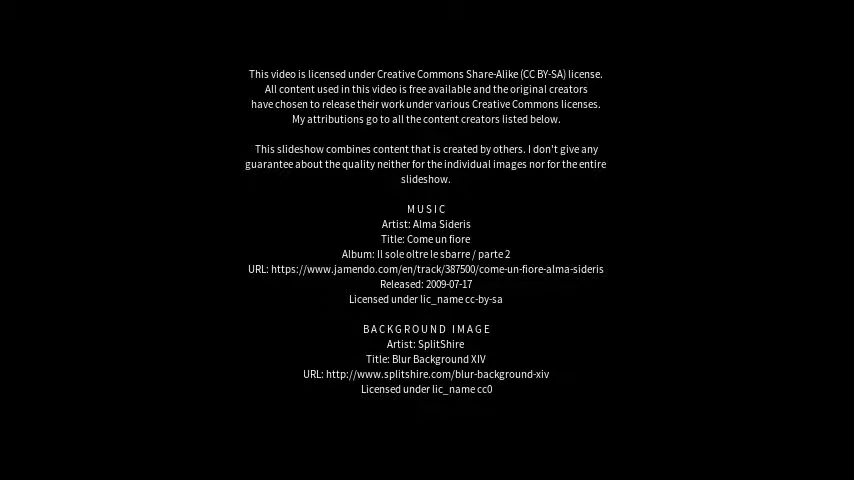 This video is licensed under Creative Commons Share-Alike (CC BY-SA) license.
All content used in this video is free available and the original creators
have chosen to release their work under various Creative Commons licenses.
My attributions go to all the content creators listed below.
This slideshow combines content that is created by others. I don't give any
guarantee about the quality neither for the individual images nor for the entire
slideshow.
MUSIC
Artist: Alma Sideris
Title: Come un fiore
Album: Il sole oltre le sbarre / parte 2
URL: https://www.jamendo.com/en/track/387500/come-un-fiore-alma-sideris
Released: 2009-07-17
Licensed under lic_name cc-by-sa
BACKGROUND IMAGE
Artist: SplitShire
Title: Blur Background XIV
URL: http://www.splitshire.com/blur-background-xiv
Licensed under lic_name cc0